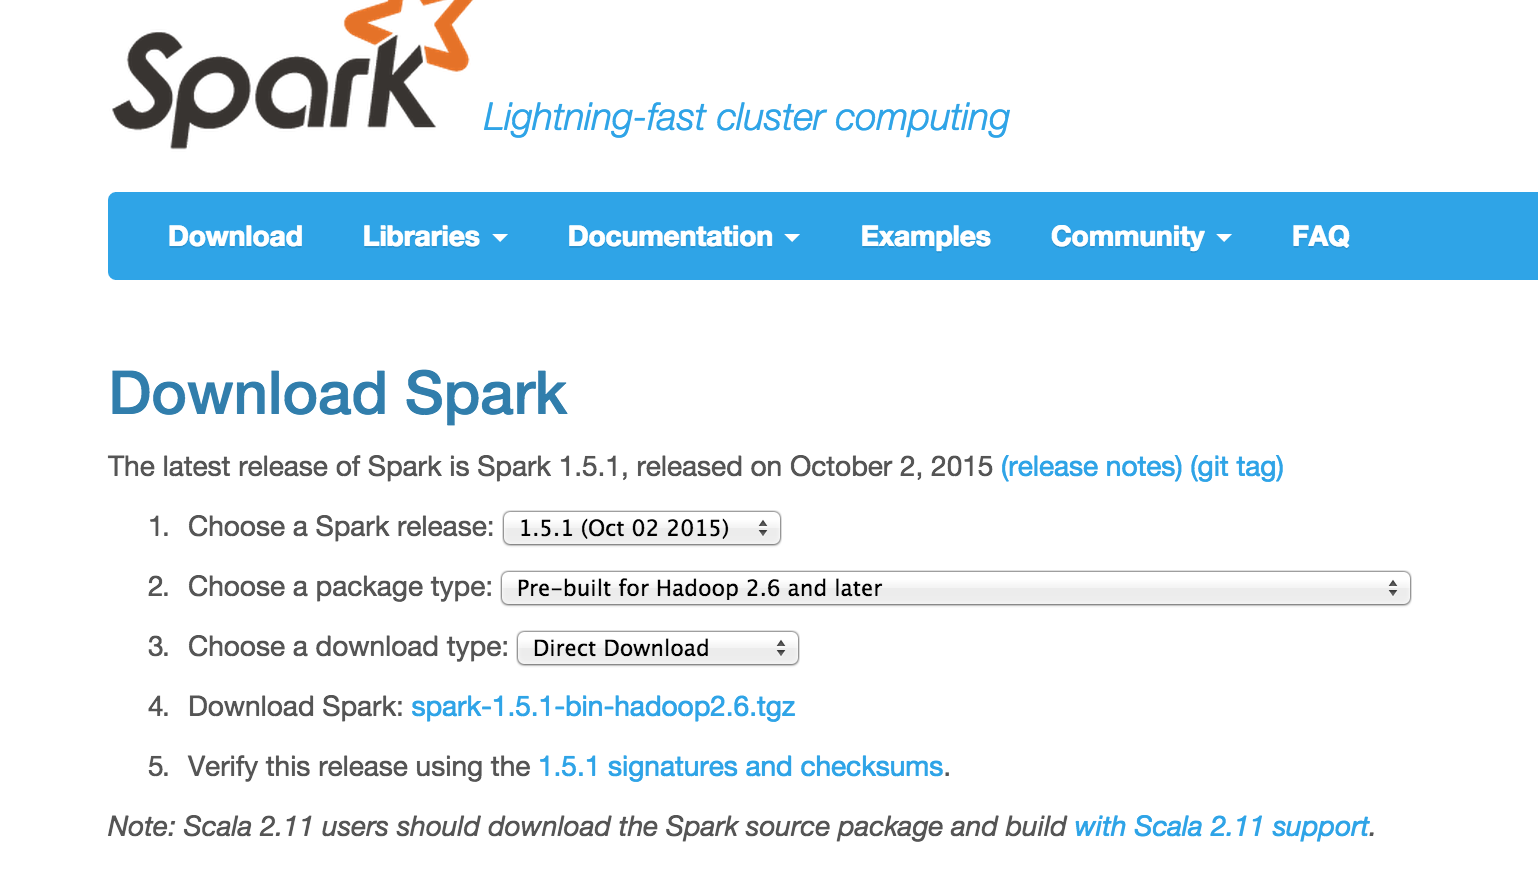 Spark
Lightning-fast cluster computing
Download Libraries Documentation Examples Community FAQ
Download Spark
The latest release of Spark is Spark 1.5.1, released on October 2, 2015 (release notes) (git tag)
1. Choose a Spark release: 1.5.1 (Oct 02 2015)
2. Choose a package type: Pre-built for Hadoop 2.6 and later
3. Choose a download type: Direct Download
4. Download Spark: spark-1.5.1-bin-hadoop2.6.tgz
5. Verify this release using the 1.5.1 signatures and checksums.
Note: Scala 2.11 users should download the Spark source package and build with Scala 2.11 support.